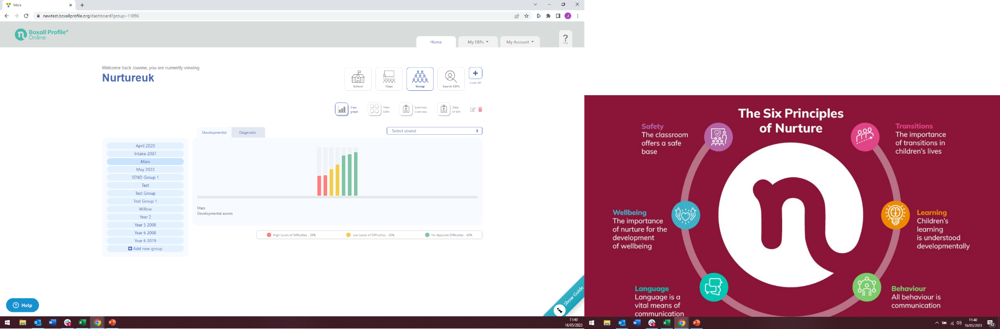 Mars
newtest.boxallprofile.org/dashboard?group=11096
J
n Boxall Profile®
Online
Home
My EBPs
My Account
?
Help
Welcome back Joanne, you are currently viewing
Nurtureuk
School
Class
Group
Search EBPs
Create EBP
View
graph
View
EBPs
Summary
Overview
Data
of BPs
Developmental
Diagnostic
Select strand
April 2020
Intake 2007
Mars
May 2023
SEND Group 1
Test
Test Group
Test Group 1
Willow
Year 2
Year 5 2008
Year 6 2008
Year 6 2019
Add new group
Mars
Developmental scores
High Levels of Difficulties - 29%
Low Levels of Difficulties - 29%
No Apparent Difficulties - 43%
Help
Show Guide
11:40
16/05/2023
The Six Principles
of Nurture
Safety
The classroom
offers a safe
base
Transitions
The importance
of transitions in
children's lives
Wellbeing
The importance
of nurture for the
development
of wellbeing
n
Learning
Children's
learning
is understood
developmentally
Language
Language is a
vital means of
communication
Behaviour
All behaviour is
communication
11:40
16/05/2023
32